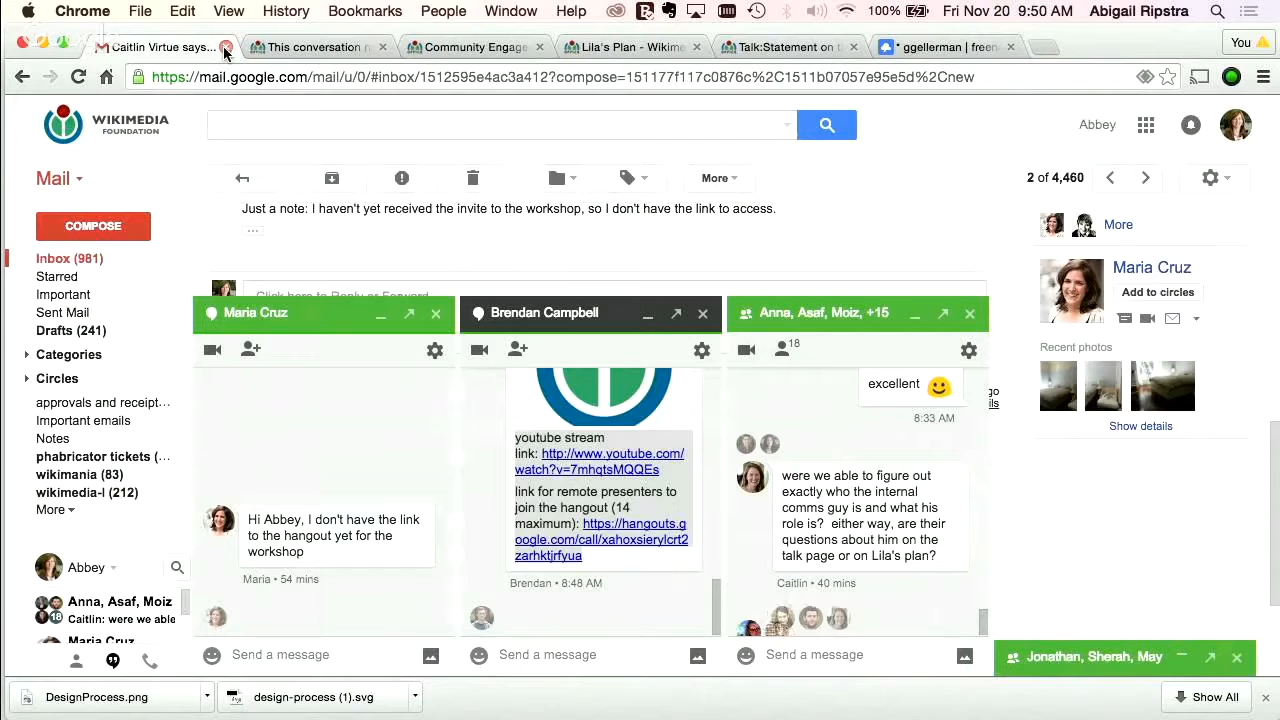 Chrome File Edit View History Bookmarks People Window Help 100% Fri Nov 20 9:50 AM Abigail Ripstra
Caitlin Virtue says... This conversation n Community Engage Lila's Plan - Wikime Talk:Statement on t * ggellerman | freen You
https://mail.google.com/mail/u/0/#inbox/1512595e4ac3a412?compose=151177f117c0876c%2C1511b07057e95e5d%2Cnew
WIKIMEDIA
FOUNDATION
Abbey
Mail
More
2 of 4,460
Just a note: I haven't yet received the invite to the workshop, so I don't have the link to access.
...
COMPOSE
Inbox (981)
Starred
Important
Sent Mail
Drafts (241)
Categories
Circles
approvals and receipt...
Important emails
Notes
phabricator tickets (...
wikimania (83)
wikimedia-l (212)
More
Abbey
Anna, Asaf, Moiz
18
Caitlin: were we able
Maria Cruz
Click here to Reply or Forward
Maria Cruz
Hi Abbey, I don't have the link
to the hangout yet for the
workshop
Maria • 54 mins
Send a message
Brendan Campbell
youtube stream
link: http://www.youtube.com/
watch?v=7mhqtsMQQEs
link for remote presenters to
join the hangout (14
maximum): https://hangouts.g
oogle.com/call/xahoxsierylcrt2
zarhktjrfyua
Brendan • 8:48 AM
Send a message
Anna, Asaf, Moiz, +15
18
excellent
8:33 AM
were we able to figure out
exactly who the internal
comms guy is and what his
role is? either way, are their
questions about him on the
talk page or on Lila's plan?
Caitlin • 40 mins
Send a message
More
Maria Cruz
Add to circles
Recent photos
Show details
go
ils
Jonathan, Sherah, May
DesignProcess.png
design-process (1).svg
Show All